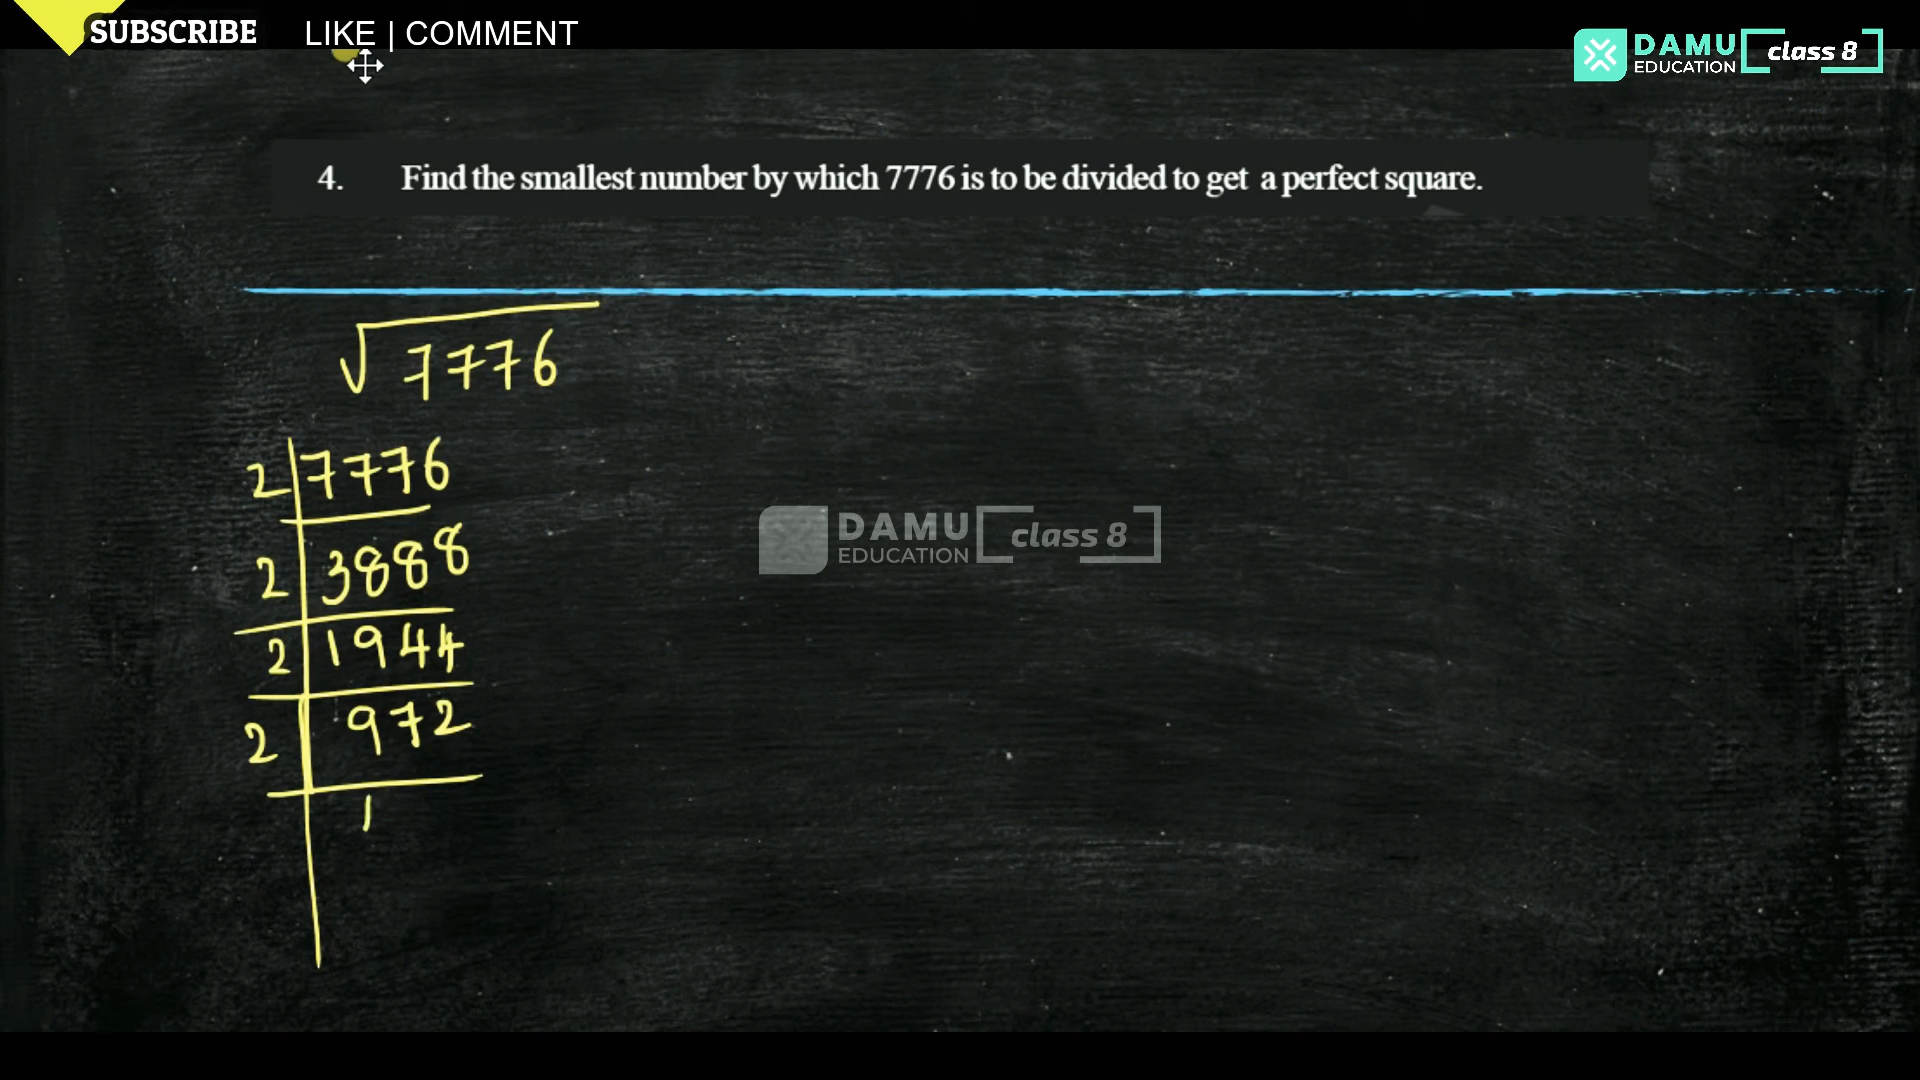 SUBSCRIBE LIKE | COMMENT
DAMU
EDUCATION
class 8
4. Find the smallest number by which 7776 is to be divided to get a perfect square.
√7776
2 7776
2 3888
2 1944
2 972
1
DAMU
EDUCATION
class 8